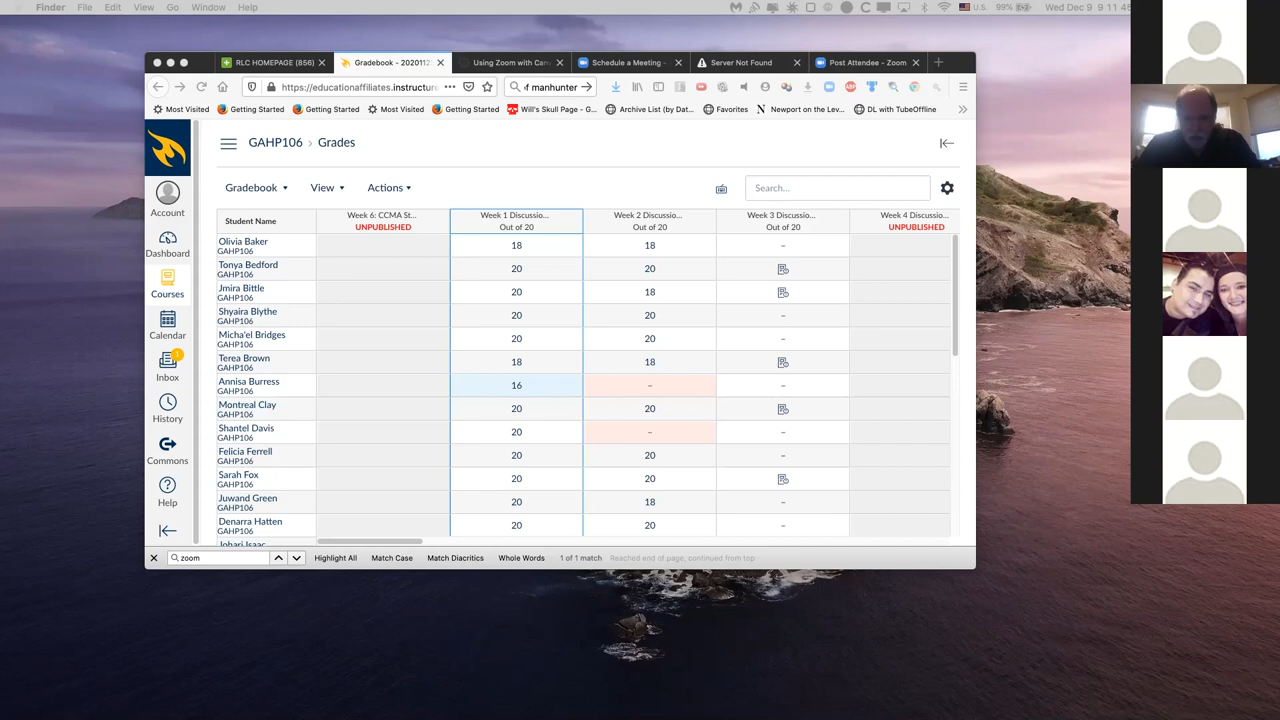 Finder File Edit View Go Window Help U.S. 99% Wed Dec 9 9 11 45
RLC HOMEPAGE (856) Gradebook - 2020112 Using Zoom with Can Schedule a Meeting - Server Not Found Post Attendee - Zoom
https://educationaffiliates.instructure f manhunter
Most Visited Getting Started Getting Started Most Visited Getting Started Will's Skull Page - G... Archive List (by Dat... Favorites Newport on the Lev... DL with TubeOffline
GAHP106 › Grades
Gradebook View Actions Search...
Student Name Week 6: CCMA St... Week 1 Discussio... Week 2 Discussio... Week 3 Discussio... Week 4 Discussio...
UNPUBLISHED Out of 20 Out of 20 Out of 20 UNPUBLISHED
Olivia Baker 18 18 –
GAHP106
Tonya Bedford 20 20
GAHP106
Jmira Bittle 20 18
GAHP106
Shyaira Blythe 20 20 –
GAHP106
Micha'el Bridges 20 20 –
GAHP106
Terea Brown 18 18
GAHP106
Annisa Burress 16 – –
GAHP106
Montreal Clay 20 20
GAHP106
Shantel Davis 20 – –
GAHP106
Felicia Ferrell 20 20 –
GAHP106
Sarah Fox 20 20
GAHP106
Juwand Green 20 18 –
GAHP106
Denarra Hatten 20 20 –
GAHP106
Johari Isaac
Account
Dashboard
Courses
Calendar
1
Inbox
History
Commons
Help
zoom Highlight All Match Case Match Diacritics Whole Words 1 of 1 match Reached end of page, continued from top